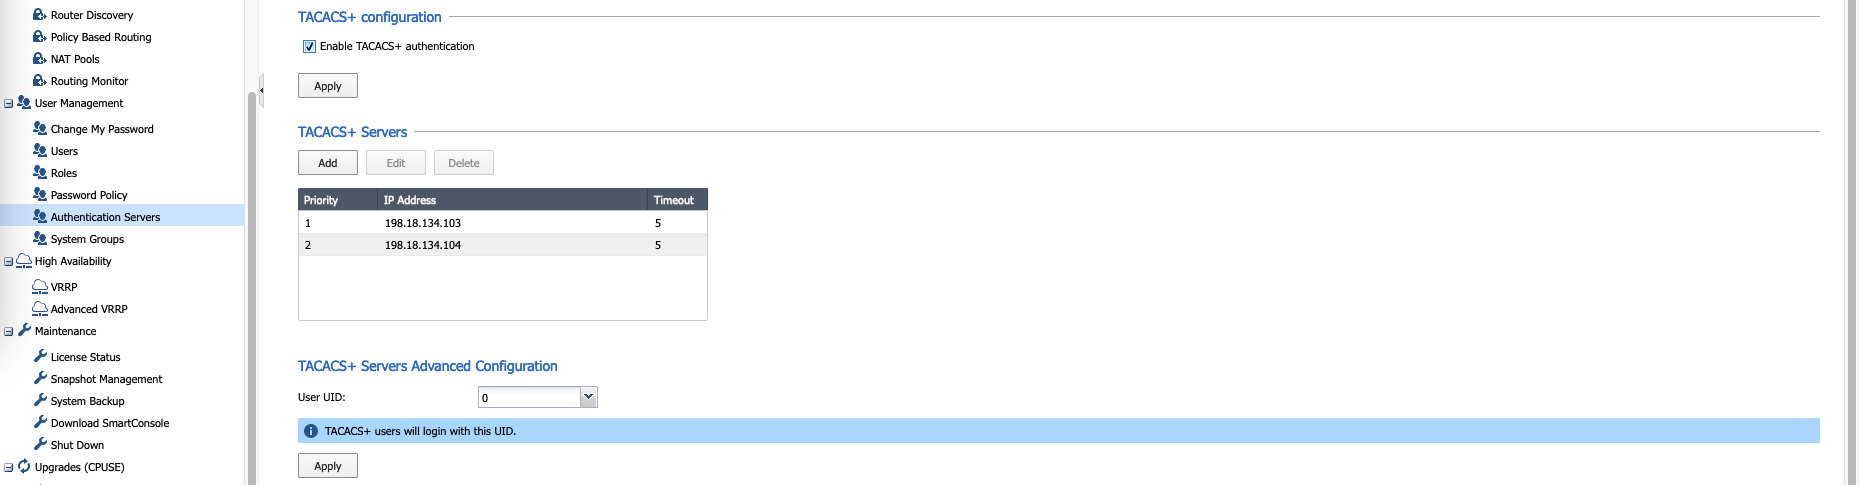 Router Discovery
Policy Based Routing
NAT Pools
Routing Monitor
User Management
Change My Password
Users
Roles
Password Policy
Authentication Servers
System Groups
High Availability
VRRP
Advanced VRRP
Maintenance
License Status
Snapshot Management
System Backup
Download SmartConsole
Shut Down
Upgrades (CPUSE)
TACACS+ configuration
Enable TACACS+ authentication
Apply
TACACS+ Servers
Add Edit Delete
Priority IP Address Timeout
1 198.18.134.103 5
2 198.18.134.104 5
TACACS+ Servers Advanced Configuration
User UID: 0
TACACS+ users will login with this UID.
Apply